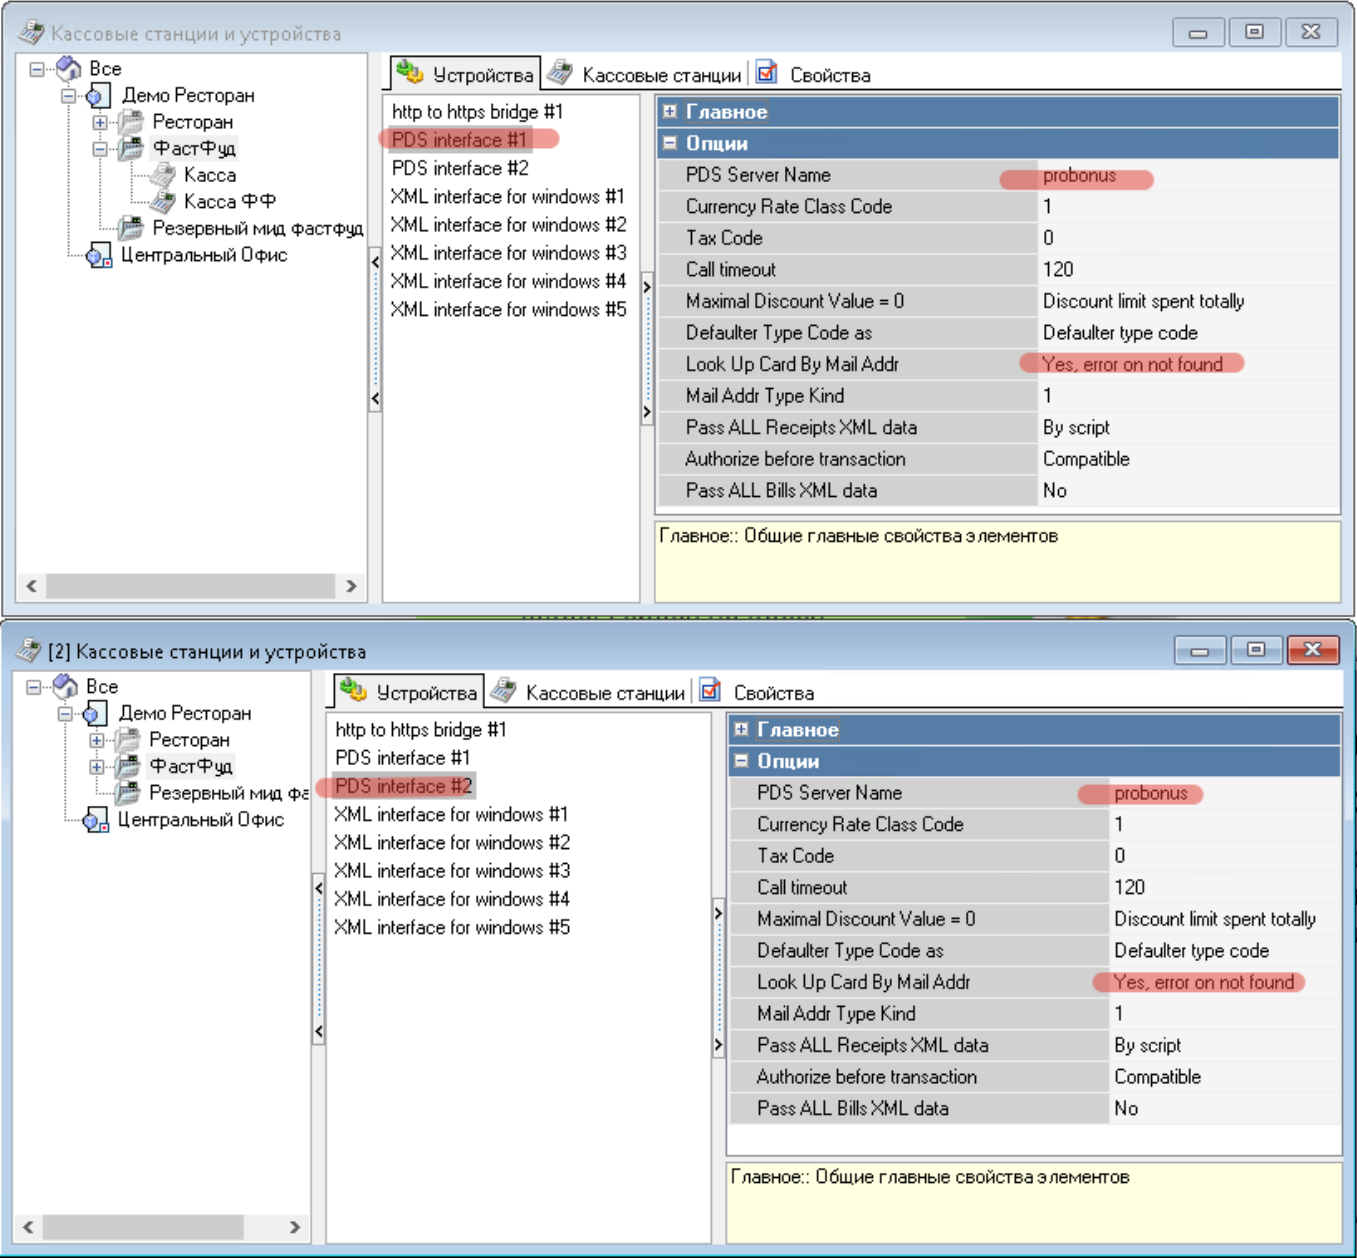 Кассовые станции и устройства
Все
Демо Ресторан
Ресторан
ФастФуд
Касса
Касса ФФ
Резервный мид фастфуд
Центральный Офис
Устройства Кассовые станции Свойства
http to https bridge #1
PDS interface #1
PDS interface #2
XML interface for windows #1
XML interface for windows #2
XML interface for windows #3
XML interface for windows #4
XML interface for windows #5
Главное
Опции
PDS Server Name probonus
Currency Rate Class Code 1
Tax Code 0
Call timeout 120
Maximal Discount Value = 0 Discount limit spent totally
Defaulter Type Code as Defaulter type code
Look Up Card By Mail Addr Yes, error on not found
Mail Addr Type Kind 1
Pass ALL Receipts XML data By script
Authorize before transaction Compatible
Pass ALL Bills XML data No
Главное:: Общие главные свойства элементов
[2] Кассовые станции и устройства
Все
Демо Ресторан
Ресторан
ФастФуд
Резервный мид фа
Центральный Офис
Устройства Кассовые станции Свойства
http to https bridge #1
PDS interface #1
PDS interface #2
XML interface for windows #1
XML interface for windows #2
XML interface for windows #3
XML interface for windows #4
XML interface for windows #5
Главное
Опции
PDS Server Name probonus
Currency Rate Class Code 1
Tax Code 0
Call timeout 120
Maximal Discount Value = 0 Discount limit spent totally
Defaulter Type Code as Defaulter type code
Look Up Card By Mail Addr Yes, error on not found
Mail Addr Type Kind 1
Pass ALL Receipts XML data By script
Authorize before transaction Compatible
Pass ALL Bills XML data No
Главное:: Общие главные свойства элементов